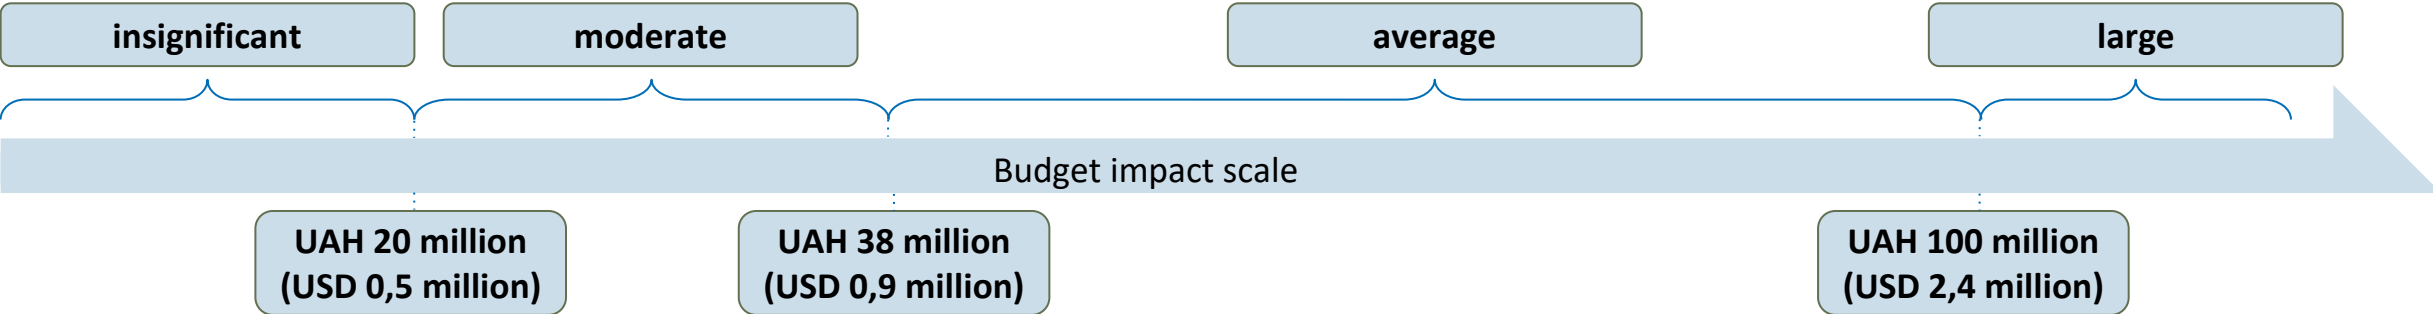 insignificant
moderate
average
large
Budget impact scale
UAH 20 million
(USD 0,5 million)
UAH 38 million
(USD 0,9 million)
UAH 100 million
(USD 2,4 million)